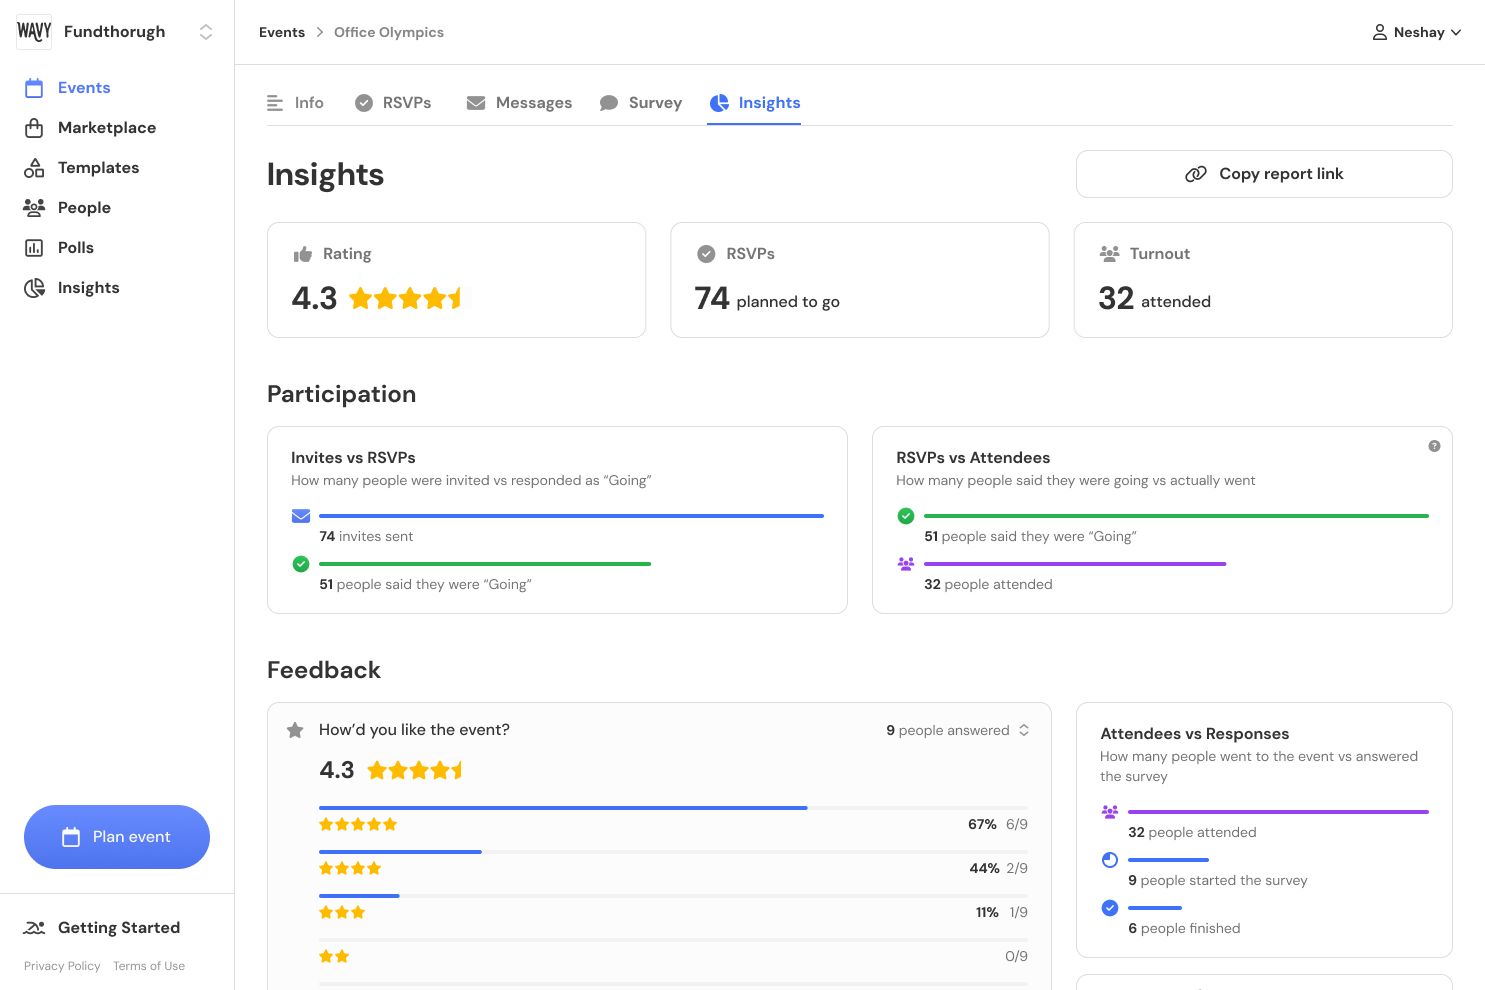 WAVY
Fundthorugh
Events
Marketplace
Templates
People
Polls
Insights
Plan event
Getting Started
Privacy Policy Terms of Use
Events > Office Olympics
Neshay
Info RSVPs Messages Survey Insights
Insights
Copy report link
Rating
4.3
RSVPs
74 planned to go
Turnout
32 attended
Participation
Invites vs RSVPs
How many people were invited vs responded as “Going”
74 invites sent
51 people said they were “Going”
RSVPs vs Attendees
?
How many people said they were going vs actually went
51 people said they were “Going”
32 people attended
Feedback
How’d you like the event?
9 people answered
4.3
67% 6/9
44% 2/9
11% 1/9
0/9
Attendees vs Responses
How many people went to the event vs answered
the survey
32 people attended
9 people started the survey
6 people finished